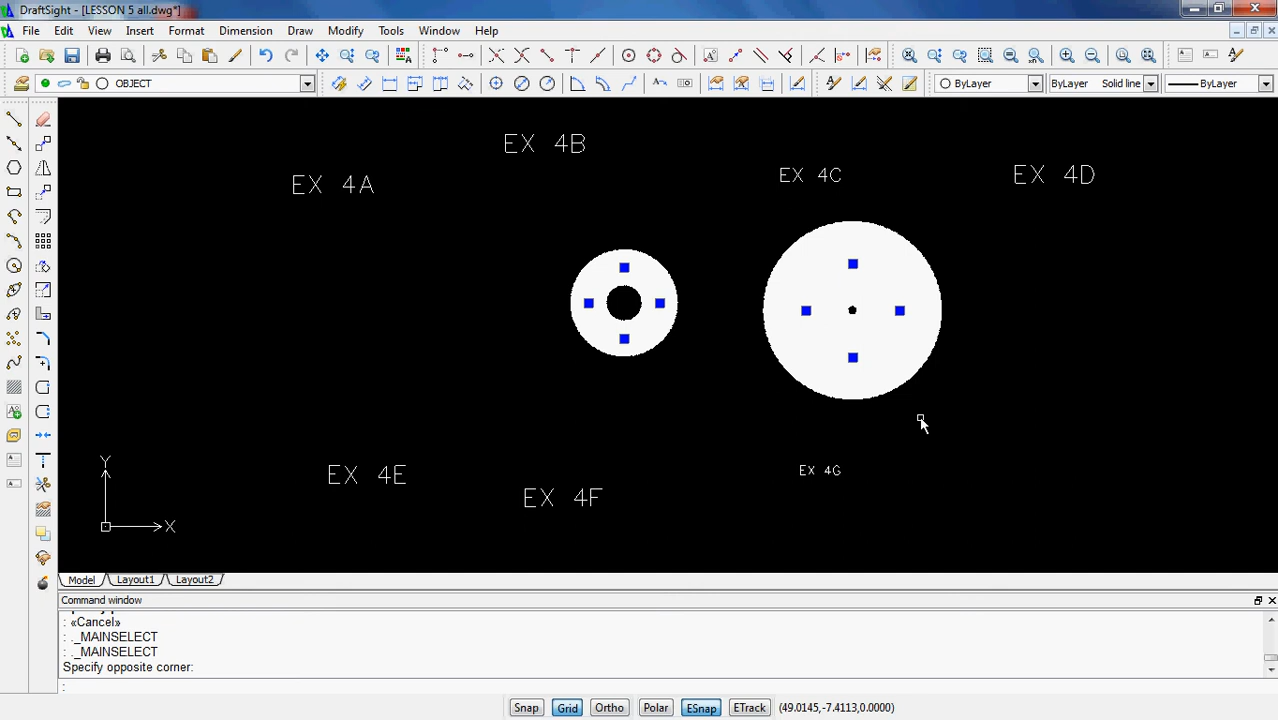 DraftSight - [LESSON 5 all.dwg*]
File Edit View Insert Format Dimension Draw Modify Tools Window Help
OBJECT
ByLayer
ByLayer Solid line
ByLayer
EX 4B
EX 4A
EX 4C
EX 4D
Y
EX 4E
EX 4F
EX 4G
X
Model Layout1 Layout2
Command window
: «Cancel»
: ._MAINSELECT
: ._MAINSELECT
Specify opposite corner:
:
Snap Grid Ortho Polar ESnap ETrack (49.0145,-7.4113,0.0000)